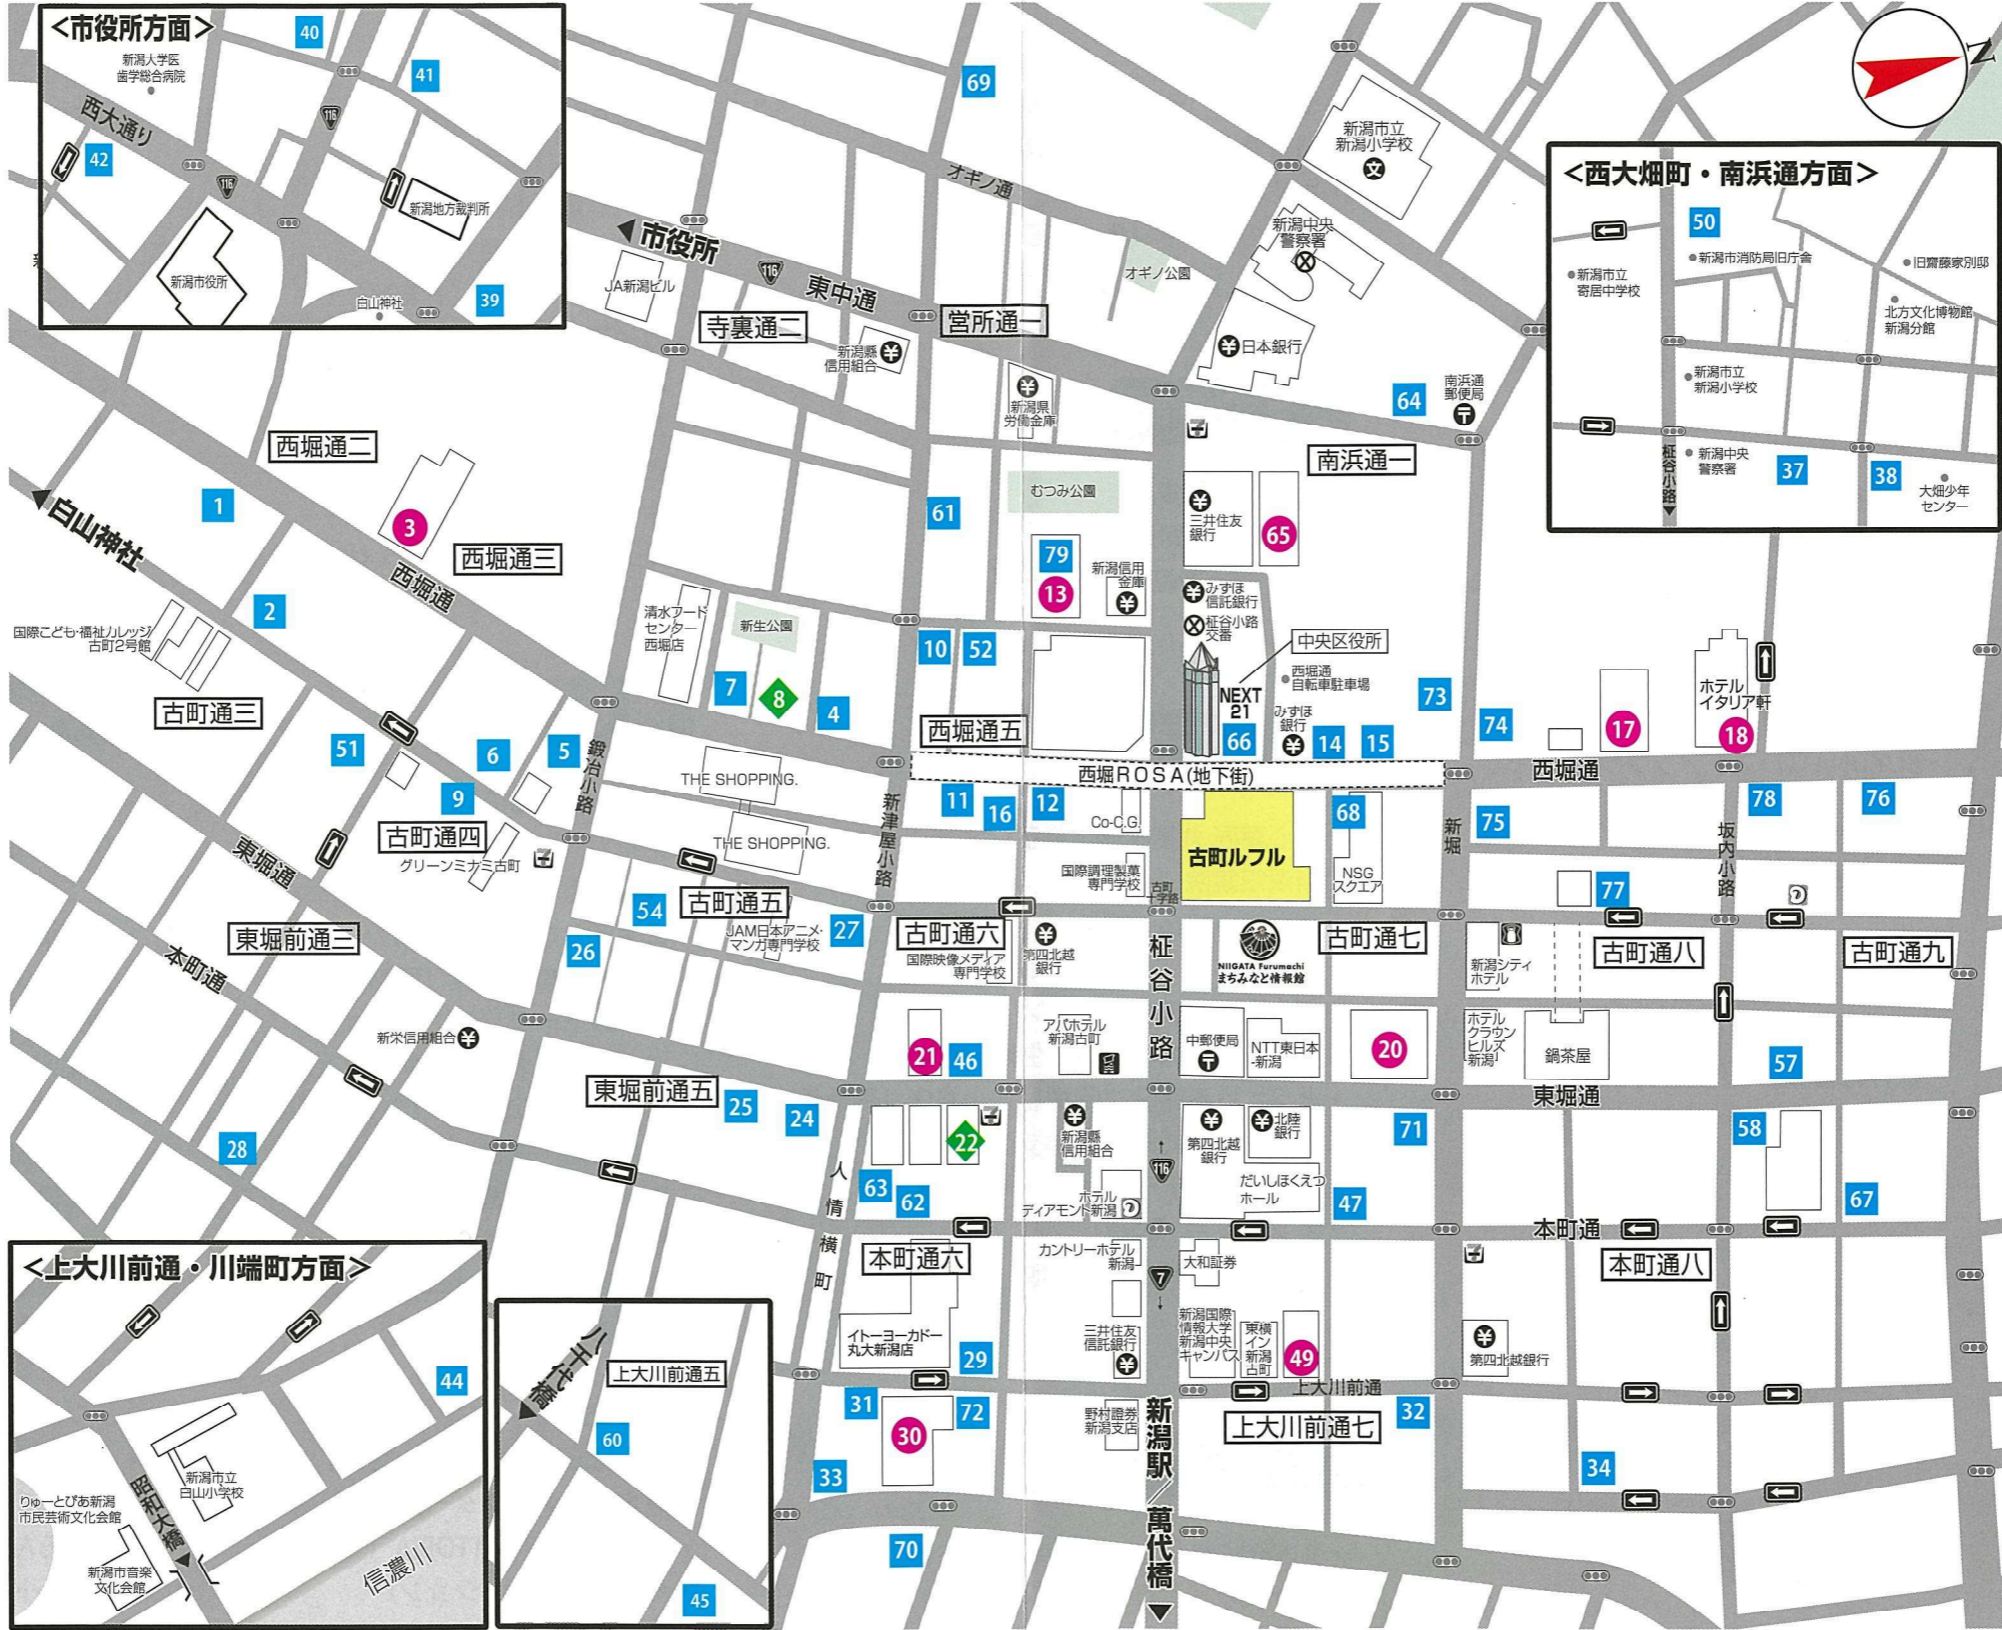 <市役所方面>
新潟大学医
歯学総合病院
西大通り
116
116
新潟地方裁判所
新潟市役所
白山神社
40
41
42
39
69
オギノ通
◀市役所
116
東中通
JA新潟ビル
寺裏通二
新潟縣
信用組合
営所通一
新潟県
労働金庫
オギノ公園
新潟市立
新潟小学校
文
新潟中央
警察署
日本銀行
64
南浜通
郵便局
南浜通一
N
<西大畑町・南浜通方面>
50
新潟市消防局旧庁舎
旧齋藤家別邸
新潟市立
寄居中学校
北方文化博物館
新潟分館
新潟市立
新潟小学校
新潟中央
警察署
柾谷小路▼
37
38
大畑少年
センター
西堀通二
1
3
◀白山神社
西堀通三
西堀通
2
国際こども・福祉カレッジ
古町2号館
古町通三
51
6
5
9
古町通四
グリーンミナミ古町
鍛冶小路
清水フード
センター
西堀店
新生公園
7
8
4
61
むつみ公園
79
13
新潟信用
金庫
10
52
西堀通五
三井住友
銀行
65
みずほ
信託銀行
柾谷小路
交番
中央区役所
西堀通
自転車駐車場
NEXT
21
みずほ
銀行
66
14
15
73
74
17
ホテル
イタリア軒
18
西堀ROSA(地下街)
西堀通
THE SHOPPING.
THE SHOPPING.
新津屋小路
11
16
12
Co-C.G.
古町ルフル
68
NSG
スクエア
新堀
75
78
76
坂内小路
77
国際調理製菓
専門学校
古町
十字路
東堀通
東堀前通三
本町通
54
古町通五
JAM日本アニメ・
マンガ専門学校
27
26
古町通六
国際映像メディア
専門学校
第四北越
銀行
柾谷小路
NIIGATA Furumachi
まちみなと情報館
古町通七
新潟シティ
ホテル
古町通八
古町通九
新栄信用組合
東堀前通五
25
24
21
46
アパホテル
新潟古町
中郵便局
NTT東日本
-新潟
20
ホテル
クラウン
ヒルズ
新潟
鍋茶屋
57
東堀通
28
22
新潟縣
信用組合
第四北越
銀行
北陸
銀行
71
58
人情横町
63
62
ホテル
ディアモント新潟
116
だいしほくえつ
ホール
47
67
本町通
本町通六
カントリーホテル
新潟
大和証券
本町通八
7
イトーヨーカドー
丸大新潟店
29
三井住友
信託銀行
新潟国際
情報大学
新潟中央
キャンパス
東横
イン
新潟
古町
49
第四北越銀行
上大川前通
31
30
72
野村證券
新潟支店
上大川前通七
32
33
34
新潟駅/萬代橋▼
70
<上大川前通・川端町方面>
44
新潟市立
白山小学校
昭和大橋▼
りゅーとぴあ新潟
市民芸術文化会館
新潟市音楽
文化会館
信濃川
八千代橋
上大川前通五
60
45